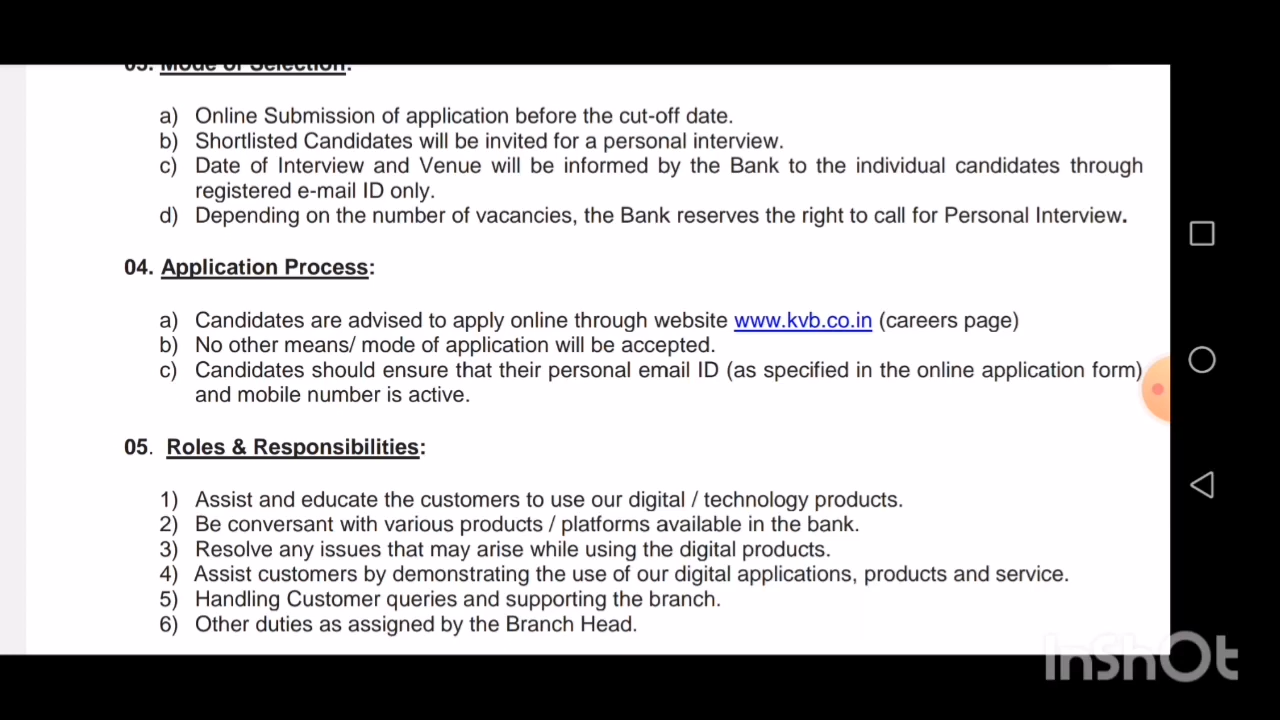 03. Mode of Selection:
a) Online Submission of application before the cut-off date.
b) Shortlisted Candidates will be invited for a personal interview.
c) Date of Interview and Venue will be informed by the Bank to the individual candidates through
registered e-mail ID only.
d) Depending on the number of vacancies, the Bank reserves the right to call for Personal Interview.
04. Application Process:
a) Candidates are advised to apply online through website www.kvb.co.in (careers page)
b) No other means/ mode of application will be accepted.
c) Candidates should ensure that their personal email ID (as specified in the online application form)
and mobile number is active.
05. Roles & Responsibilities:
1) Assist and educate the customers to use our digital / technology products.
2) Be conversant with various products / platforms available in the bank.
3) Resolve any issues that may arise while using the digital products.
4) Assist customers by demonstrating the use of our digital applications, products and service.
5) Handling Customer queries and supporting the branch.
6) Other duties as assigned by the Branch Head.
InShOt